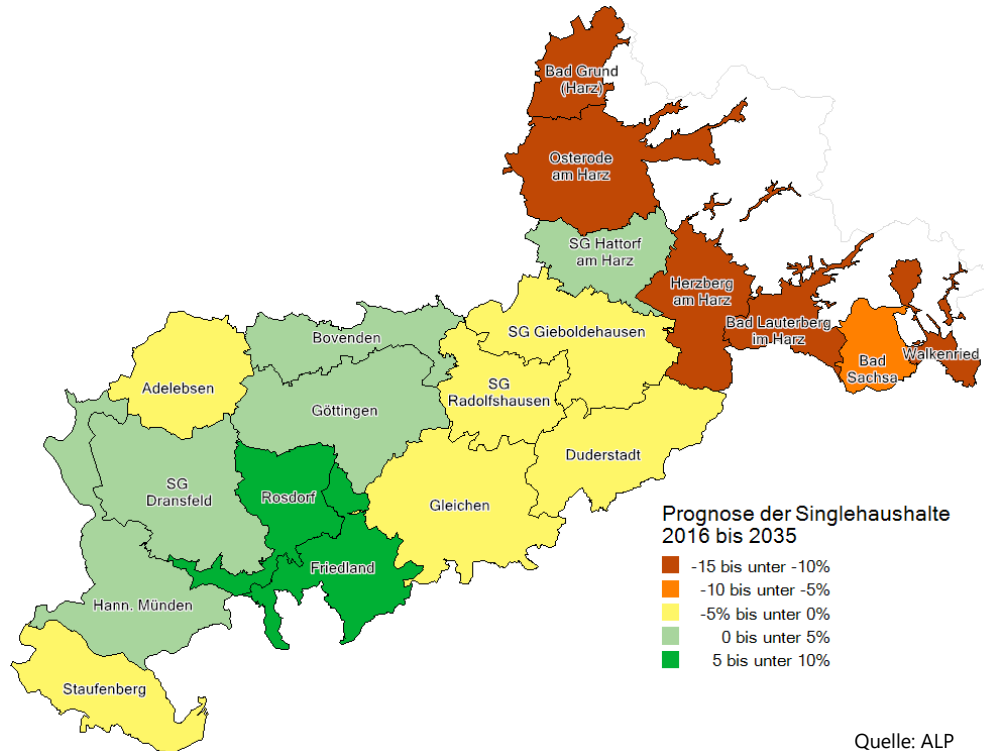 Bad Grund
(Harz)
Osterode
am Harz
SG Hattorf
am Harz
Herzberg
am Harz
Bad Lauterberg
im Harz
Bad
Sachsa
Walkenried
SG Gieboldehausen
Bovenden
Adelebsen
SG
Radolfshausen
Göttingen
Duderstadt
SG
Dransfeld
Rosdorf
Gleichen
Friedland
Hann. Münden
Staufenberg
Prognose der Singlehaushalte
2016 bis 2035
-15 bis unter -10%
-10 bis unter -5%
-5% bis unter 0%
0 bis unter 5%
5 bis unter 10%
Quelle: ALP